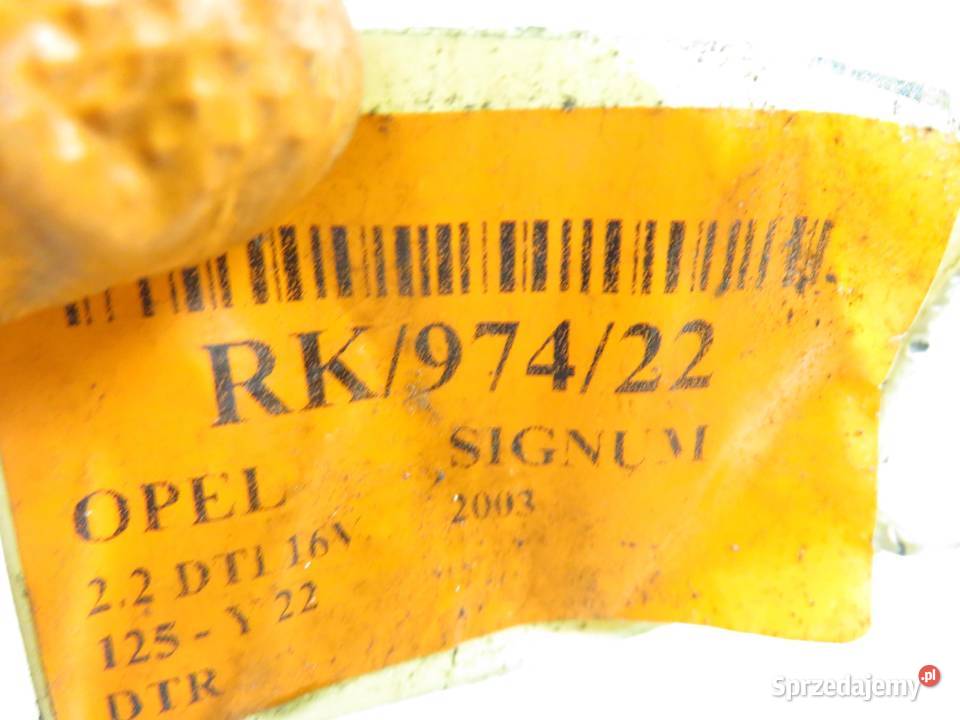 RK/974/22
OPEL SIGNUM
2.2 DTI 16V 2003
125 - Y 22
DTR
Sprzedajemy.pl